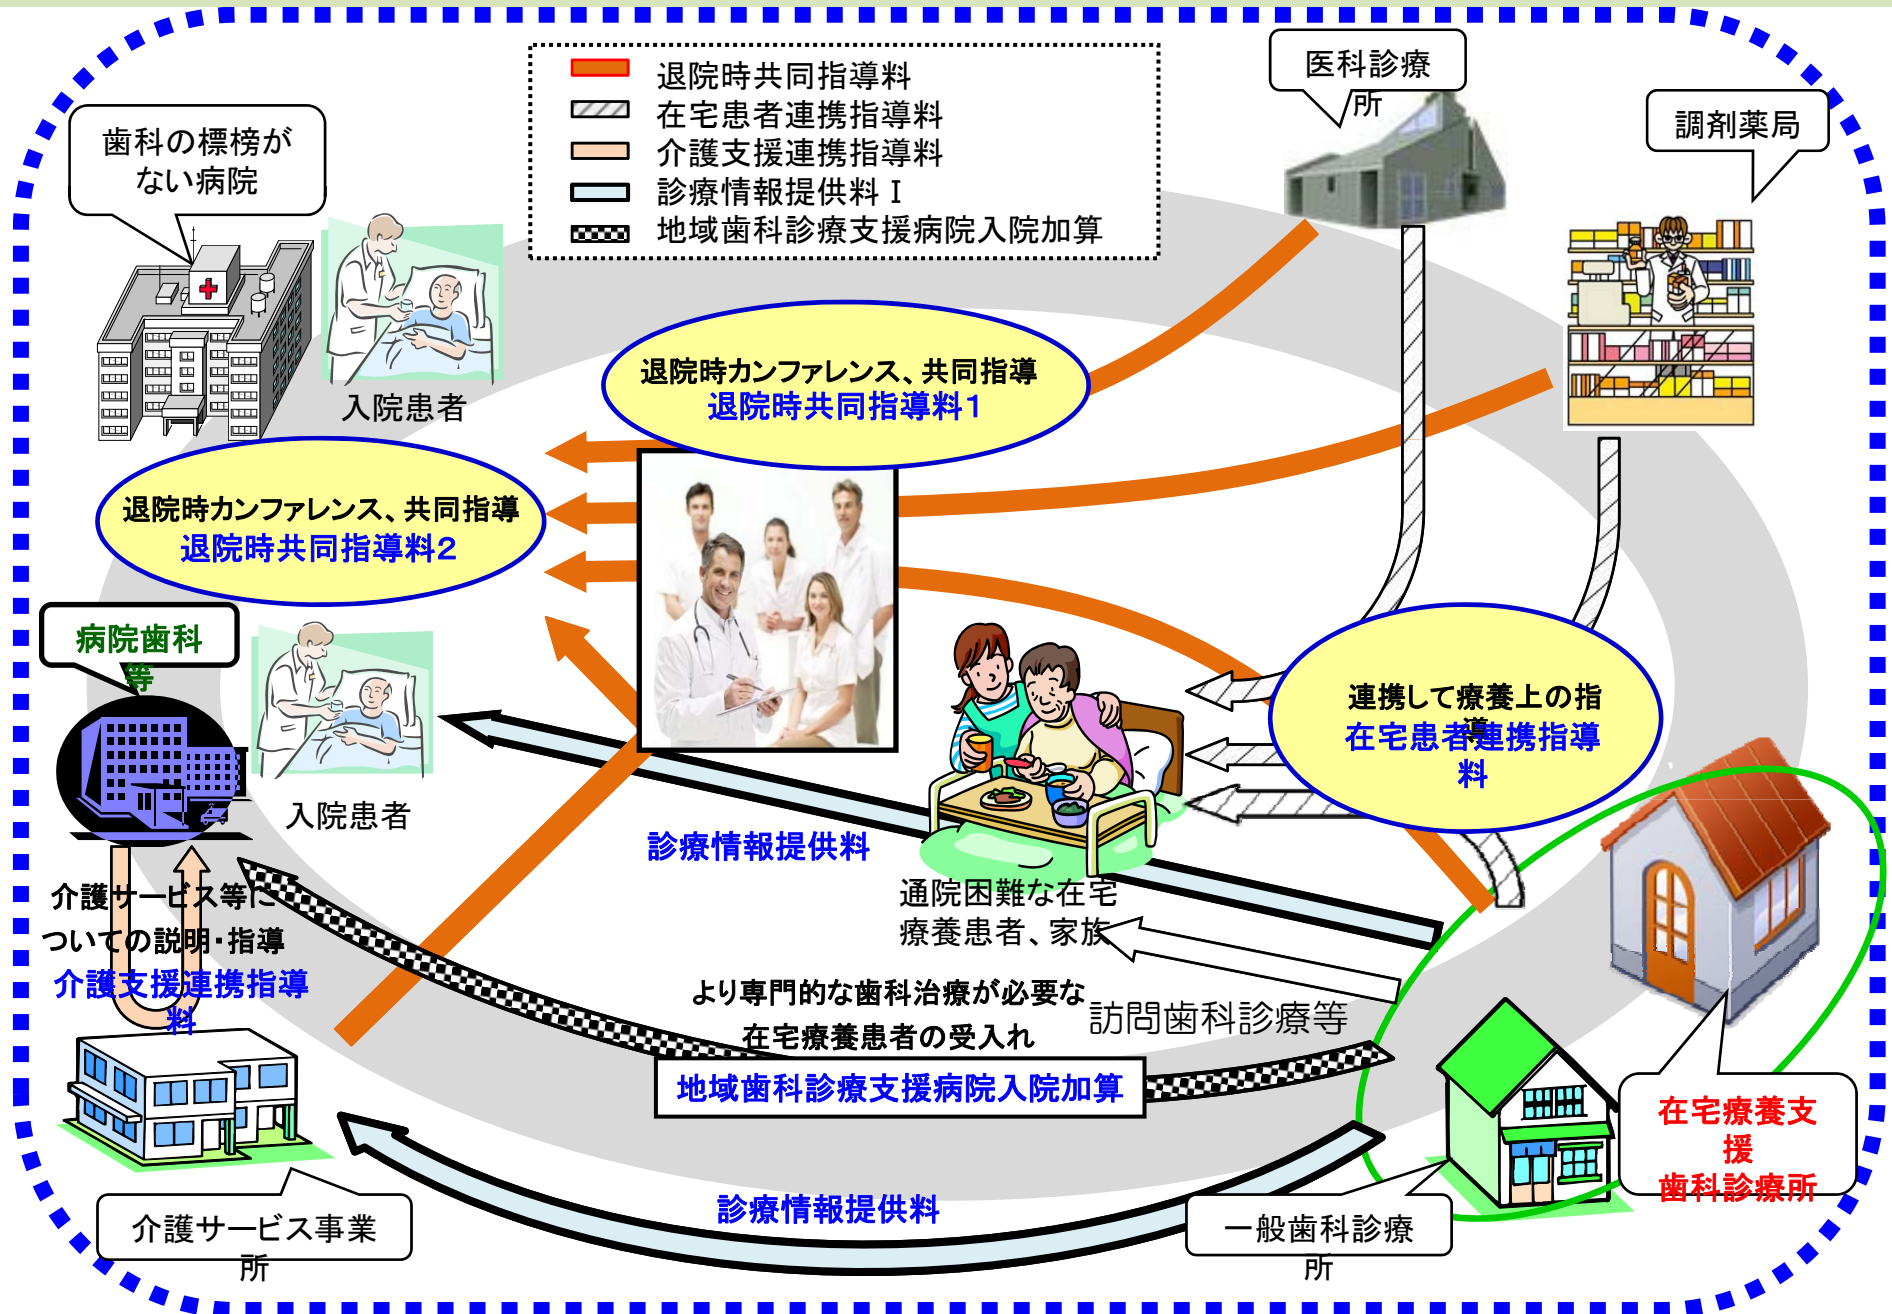 退院時共同指導料
在宅患者連携指導料
介護支援連携指導料
診療情報提供料Ⅰ
地域歯科診療支援病院入院加算
医科診療
所
調剤薬局
歯科の標榜が
ない病院
入院患者
退院時カンファレンス、共同指導
退院時共同指導料1
退院時カンファレンス、共同指導
退院時共同指導料2
病院歯科
等
入院患者
連携して療養上の指
導
在宅患者連携指導
料
診療情報提供料
通院困難な在宅
療養患者、家族
介護サービス等に
ついての説明・指導
介護支援連携指導
料
より専門的な歯科治療が必要な
在宅療養患者の受入れ
訪問歯科診療等
地域歯科診療支援病院入院加算
在宅療養支
援
歯科診療所
診療情報提供料
介護サービス事業
所
一般歯科診療
所